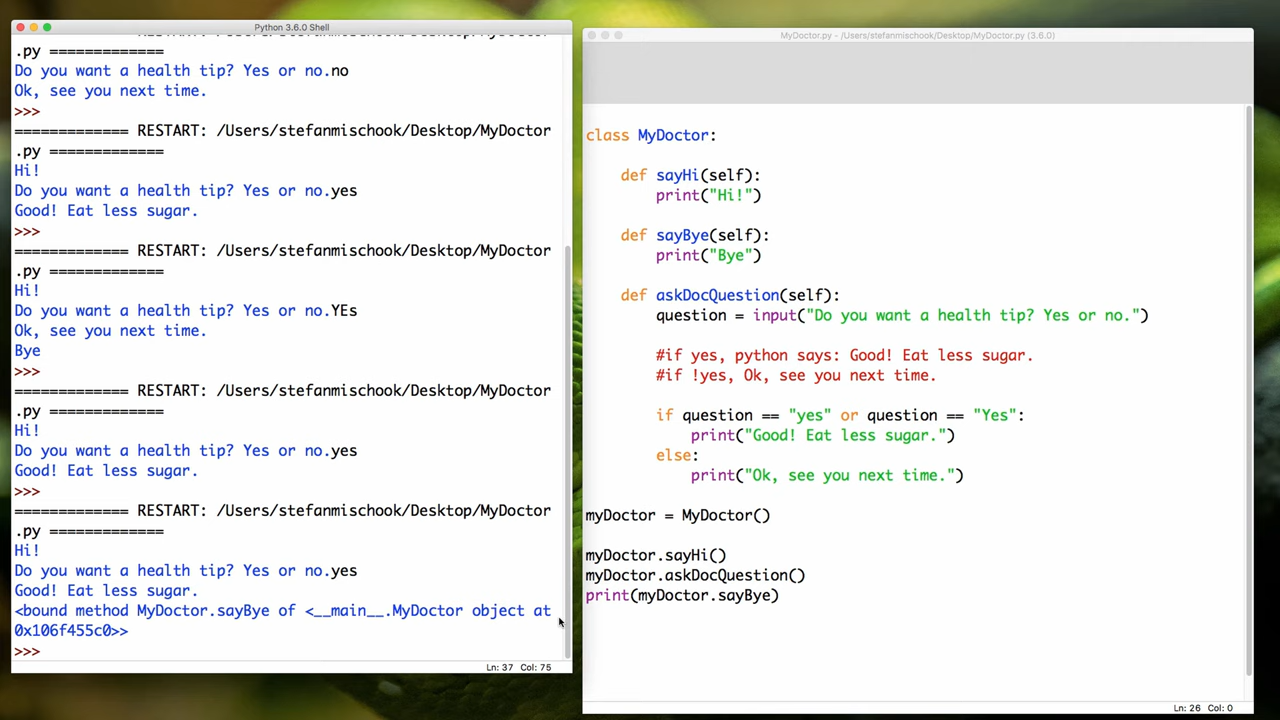 Python 3.6.0 Shell
.py =============
Do you want a health tip? Yes or no.no
Ok, see you next time.
>>>
============= RESTART: /Users/stefanmischook/Desktop/MyDoctor
.py =============
Hi!
Do you want a health tip? Yes or no.yes
Good! Eat less sugar.
>>>
============= RESTART: /Users/stefanmischook/Desktop/MyDoctor
.py =============
Hi!
Do you want a health tip? Yes or no.YEs
Ok, see you next time.
Bye
>>>
============= RESTART: /Users/stefanmischook/Desktop/MyDoctor
.py =============
Hi!
Do you want a health tip? Yes or no.yes
Good! Eat less sugar.
>>>
============= RESTART: /Users/stefanmischook/Desktop/MyDoctor
.py =============
Hi!
Do you want a health tip? Yes or no.yes
Good! Eat less sugar.
<bound method MyDoctor.sayBye of <__main__.MyDoctor object at
0x106f455c0>>
>>>
Ln: 37 Col: 75
MyDoctor.py - /Users/stefanmischook/Desktop/MyDoctor.py (3.6.0)
class MyDoctor:
def sayHi(self):
print("Hi!")
def sayBye(self):
print("Bye")
def askDocQuestion(self):
question = input("Do you want a health tip? Yes or no.")
#if yes, python says: Good! Eat less sugar.
#if !yes, Ok, see you next time.
if question == "yes" or question == "Yes":
print("Good! Eat less sugar.")
else:
print("Ok, see you next time.")
myDoctor = MyDoctor()
myDoctor.sayHi()
myDoctor.askDocQuestion()
print(myDoctor.sayBye)
Ln: 26 Col: 0